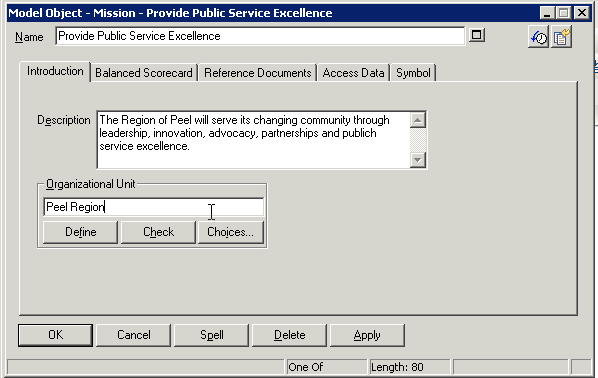 Model Object - Mission - Provide Public Service Excellence
Name Provide Public Service Excellence
Introduction Balanced Scorecard Reference Documents Access Data Symbol
Description The Region of Peel will serve its changing community through
leadership, innovation, advocacy, partnerships and publich
service excellence.
Organizational Unit
Peel Region
Define Check Choices...
OK Cancel Spell Delete Apply
One Of Length: 80